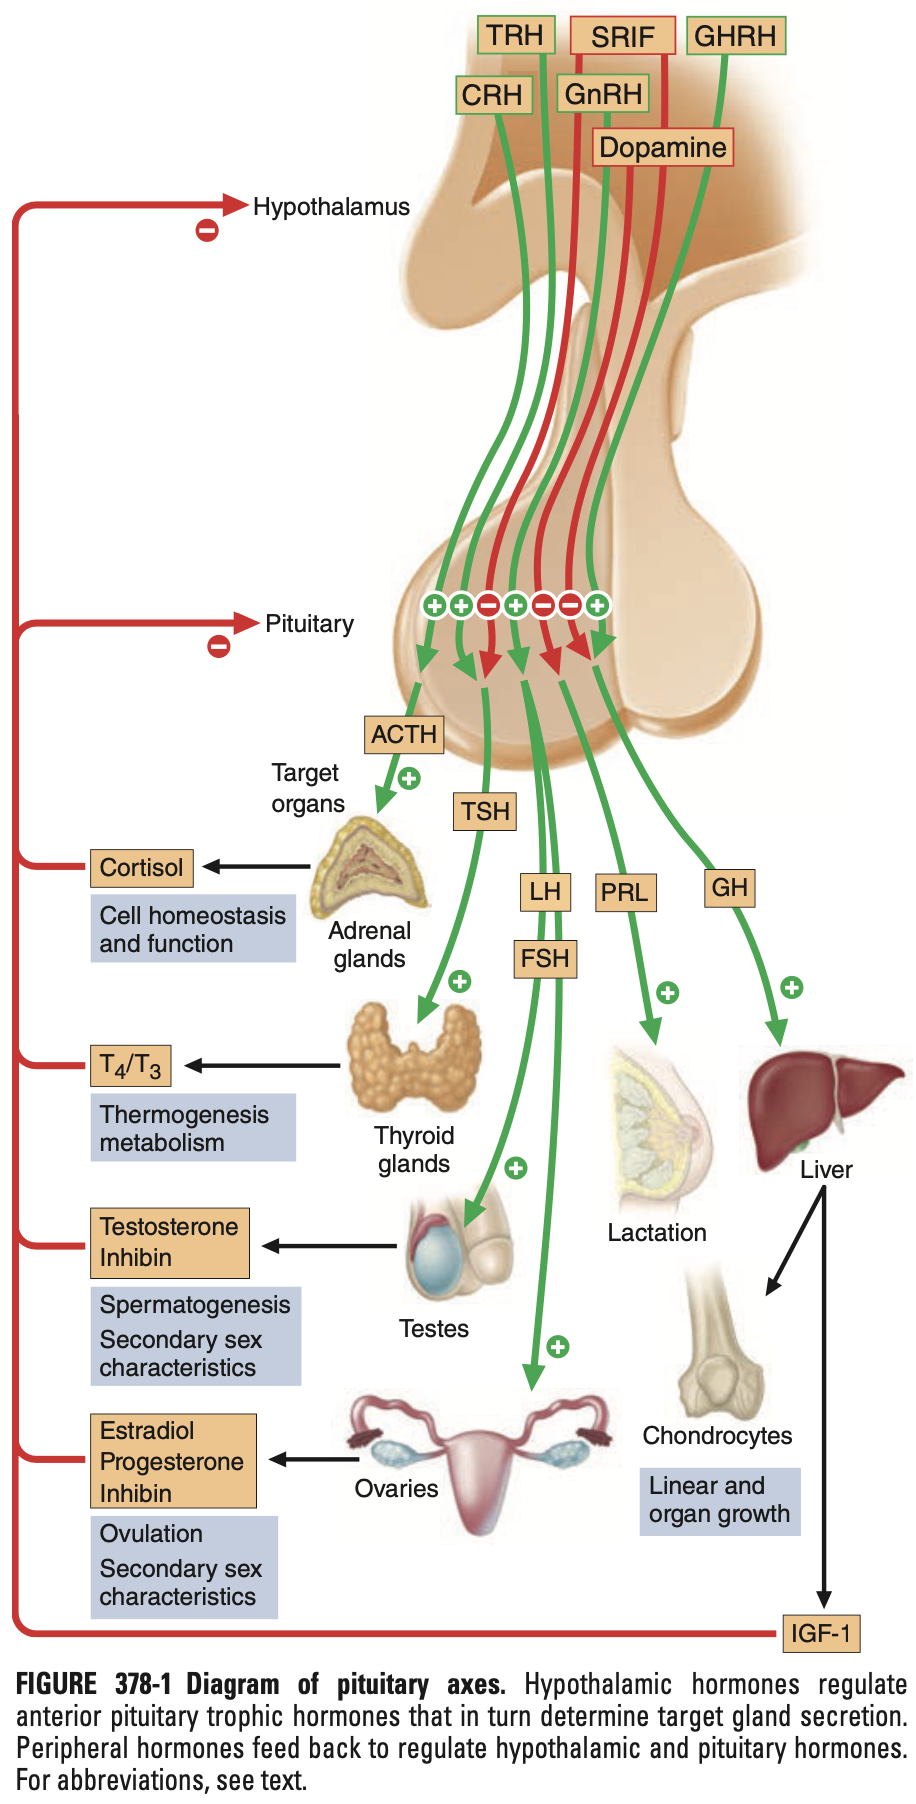 TRH
SRIF
GHRH
CRH
GnRH
Dopamine
Hypothalamus
−
Pituitary
−
+ + − + − − +
ACTH
+
Target
organs
TSH
Cortisol
Cell homeostasis
and function
Adrenal
glands
LH
PRL
GH
FSH
+
+
+
T4/T3
Thermogenesis
metabolism
Thyroid
glands
+
Liver
Lactation
Testosterone
Inhibin
Spermatogenesis
Secondary sex
characteristics
Testes
+
Chondrocytes
Linear and
organ growth
Estradiol
Progesterone
Inhibin
Ovulation
Secondary sex
characteristics
Ovaries
IGF-1
FIGURE 378-1 Diagram of pituitary axes. Hypothalamic hormones regulate
anterior pituitary trophic hormones that in turn determine target gland secretion.
Peripheral hormones feed back to regulate hypothalamic and pituitary hormones.
For abbreviations, see text.